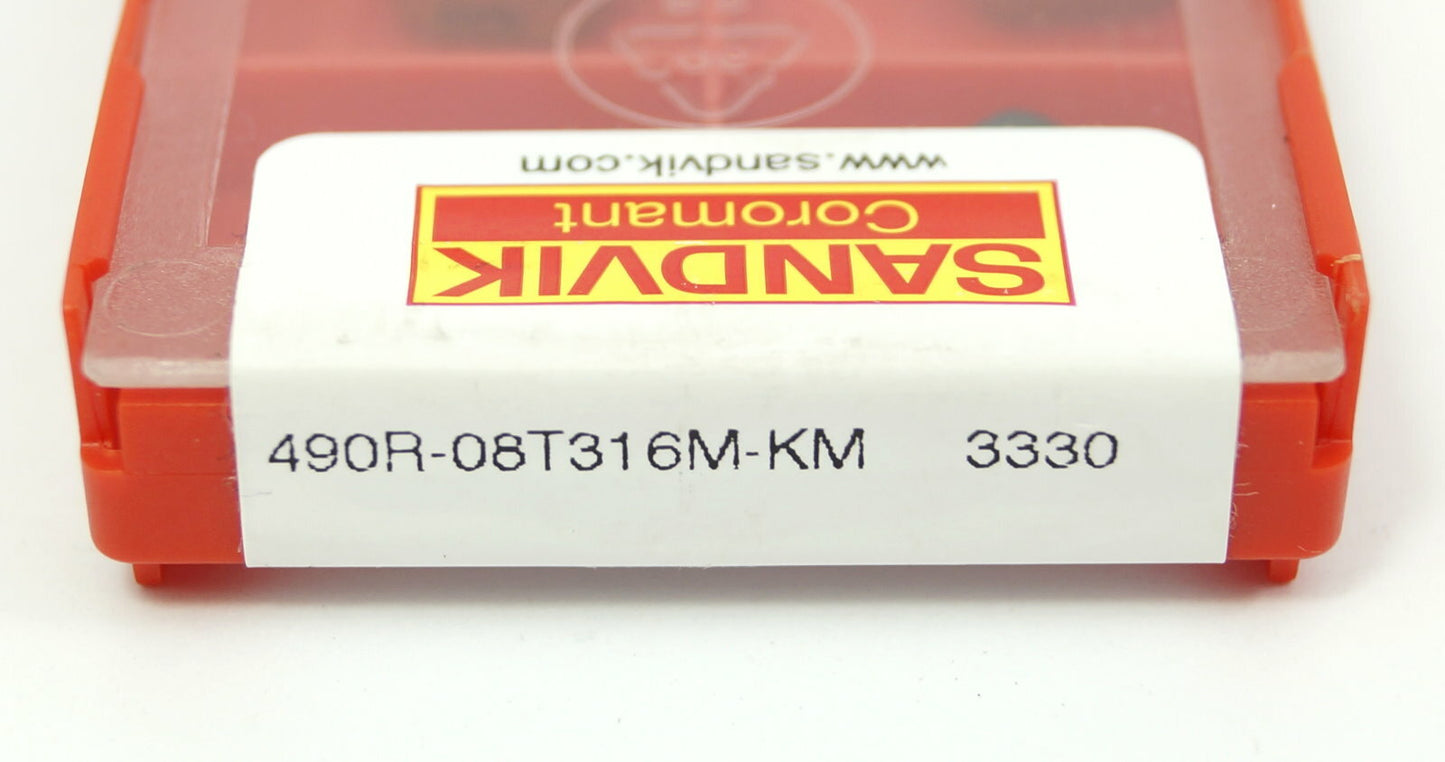 www.sandvik.com
Coromant
SANDVIK
490R-08T316M-KM 3330